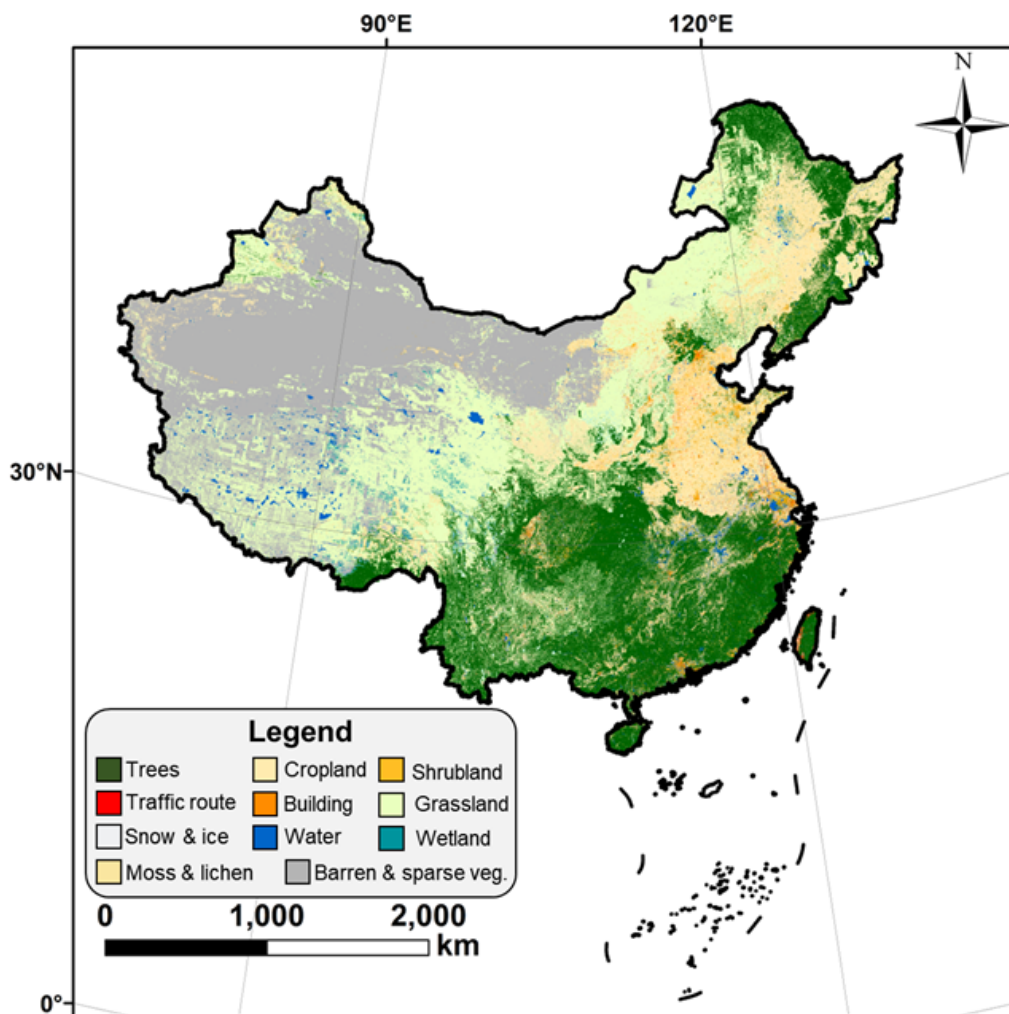 90°E 120°E
N
30°N
Legend
Trees Cropland Shrubland
Traffic route Building Grassland
Snow & ice Water Wetland
Moss & lichen Barren & sparse veg.
0 1,000 2,000
km
0°